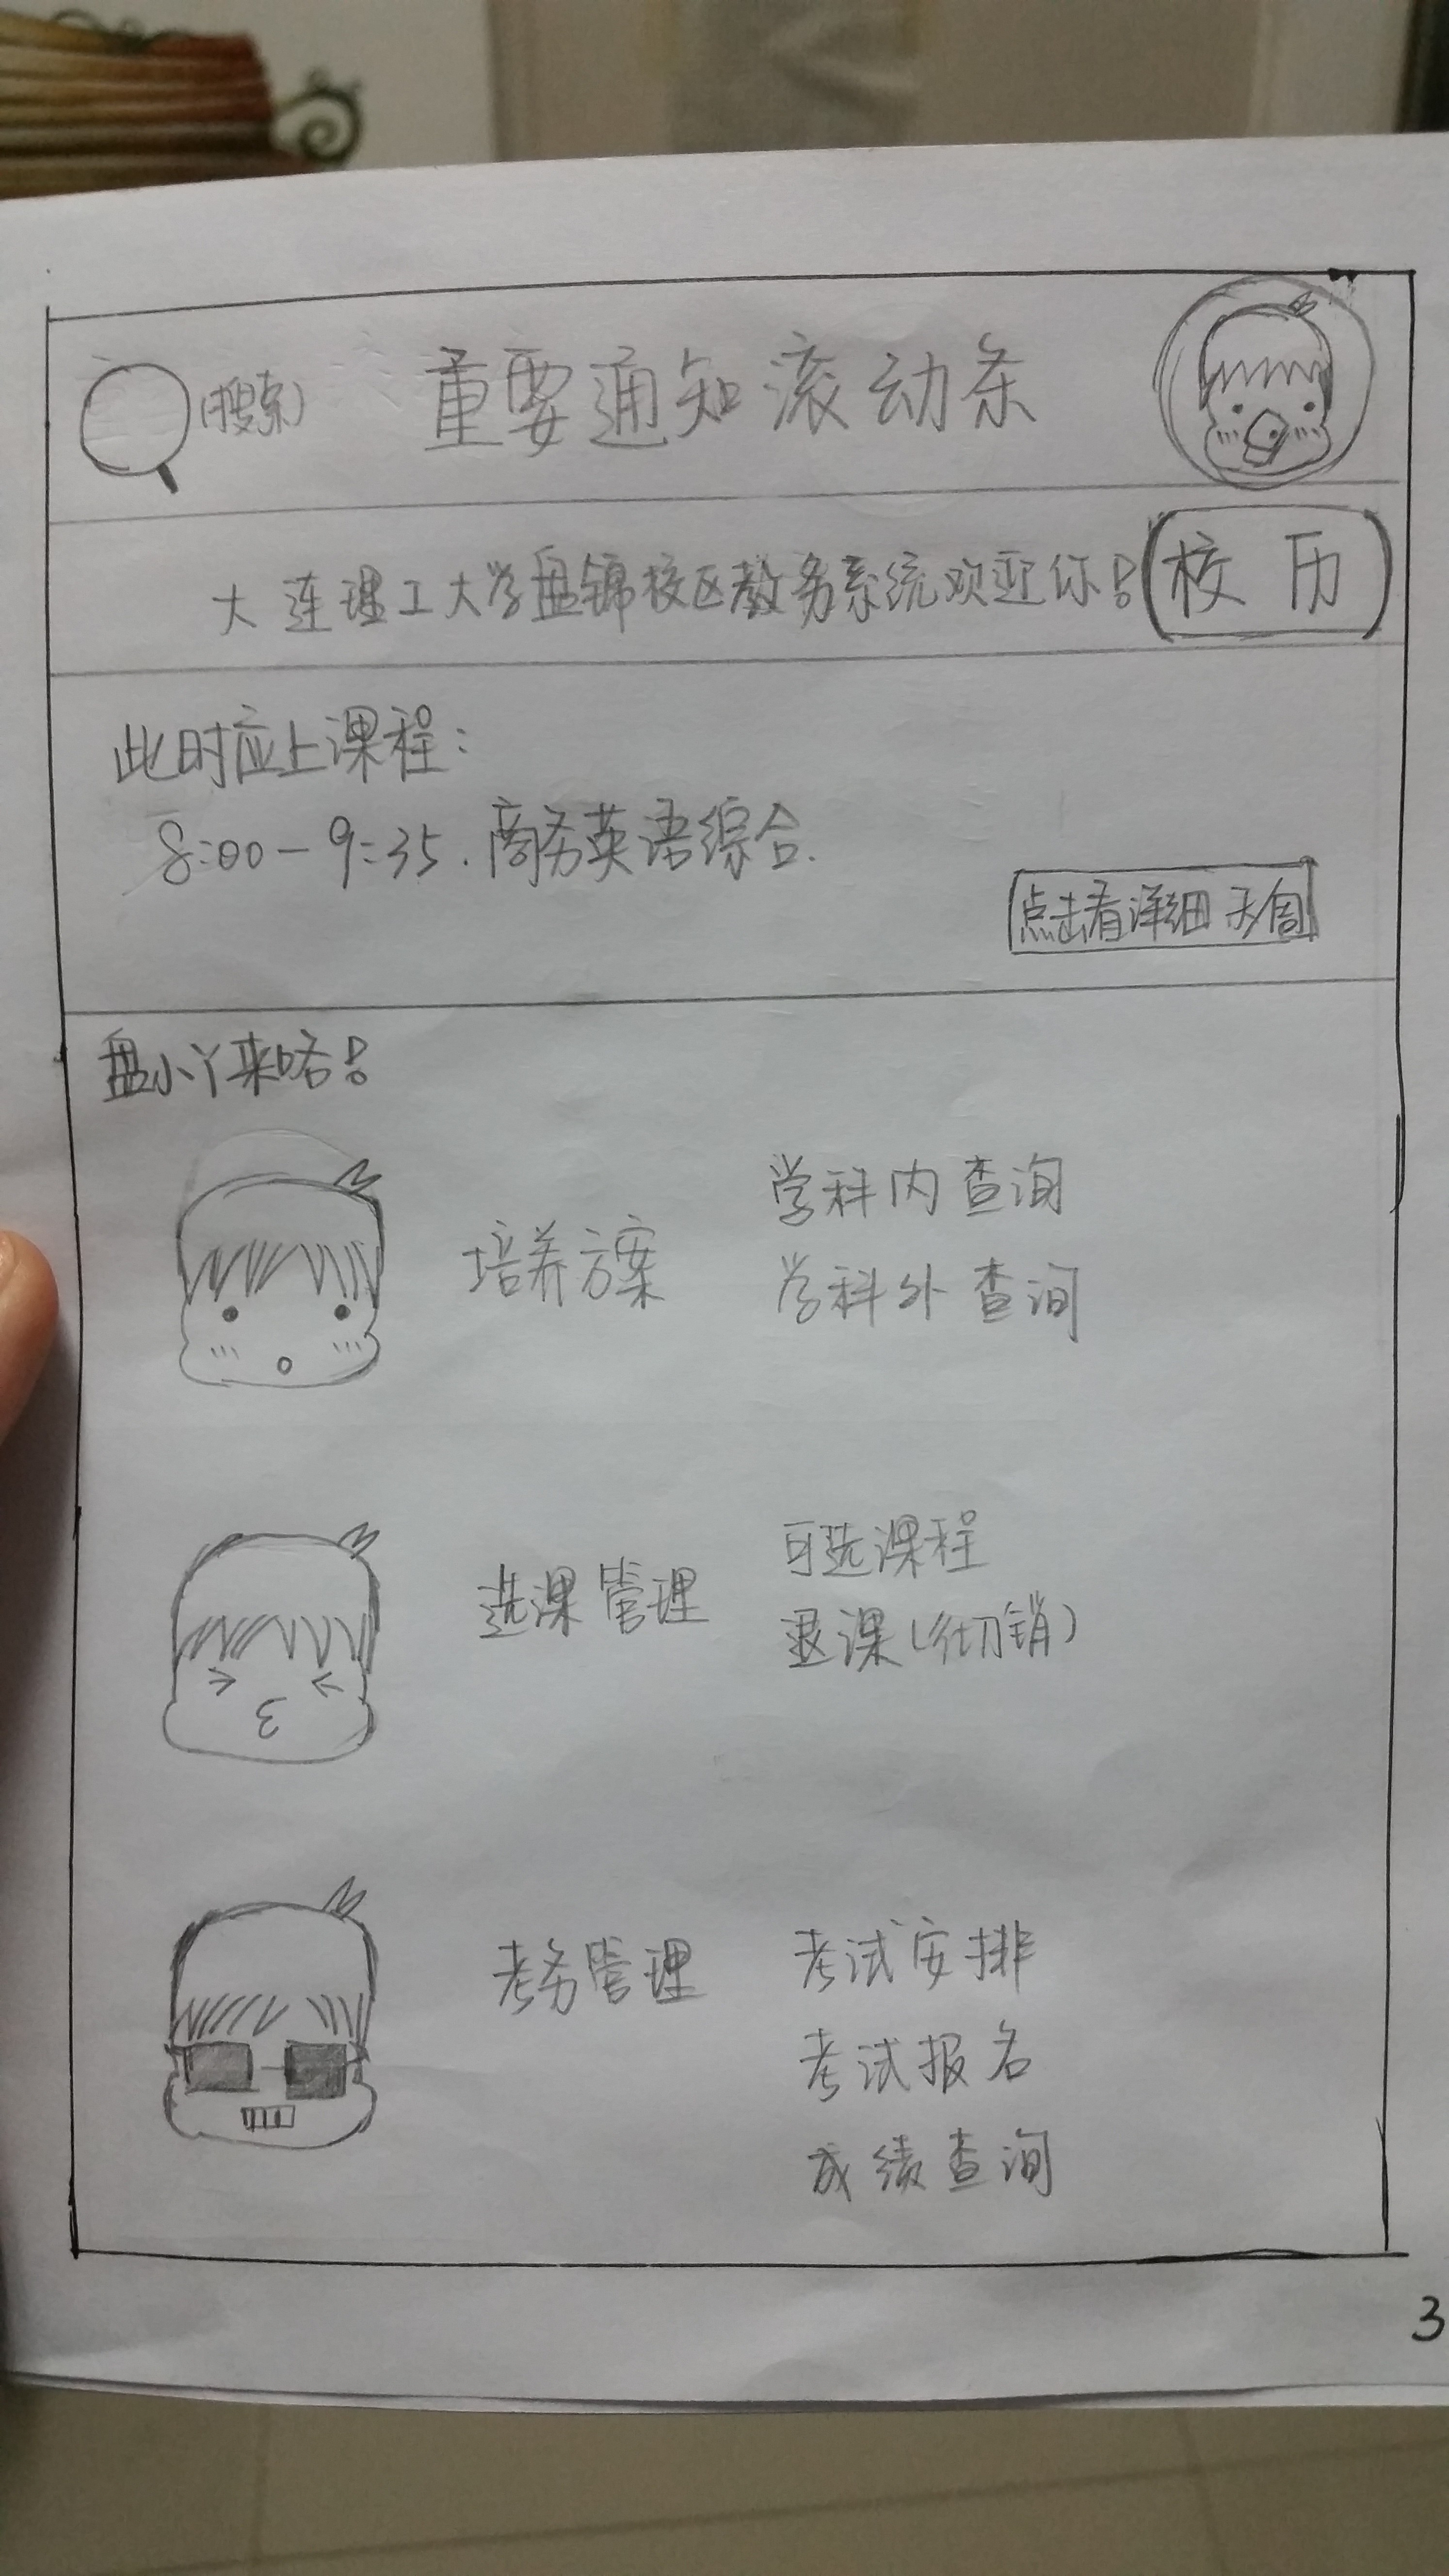 (搜索) 重要通知滚动条
大连理工大学盘锦校区教务系统欢迎你! 校历
此时应上课程:
8:00-9:35.商务英语综合.
点击看详细 天/周
盘小丫来咯!
培养方案
学科内查询
学科外查询
选课管理
可选课程
退课(销)
考务管理
考试安排
考试报名
成绩查询
3